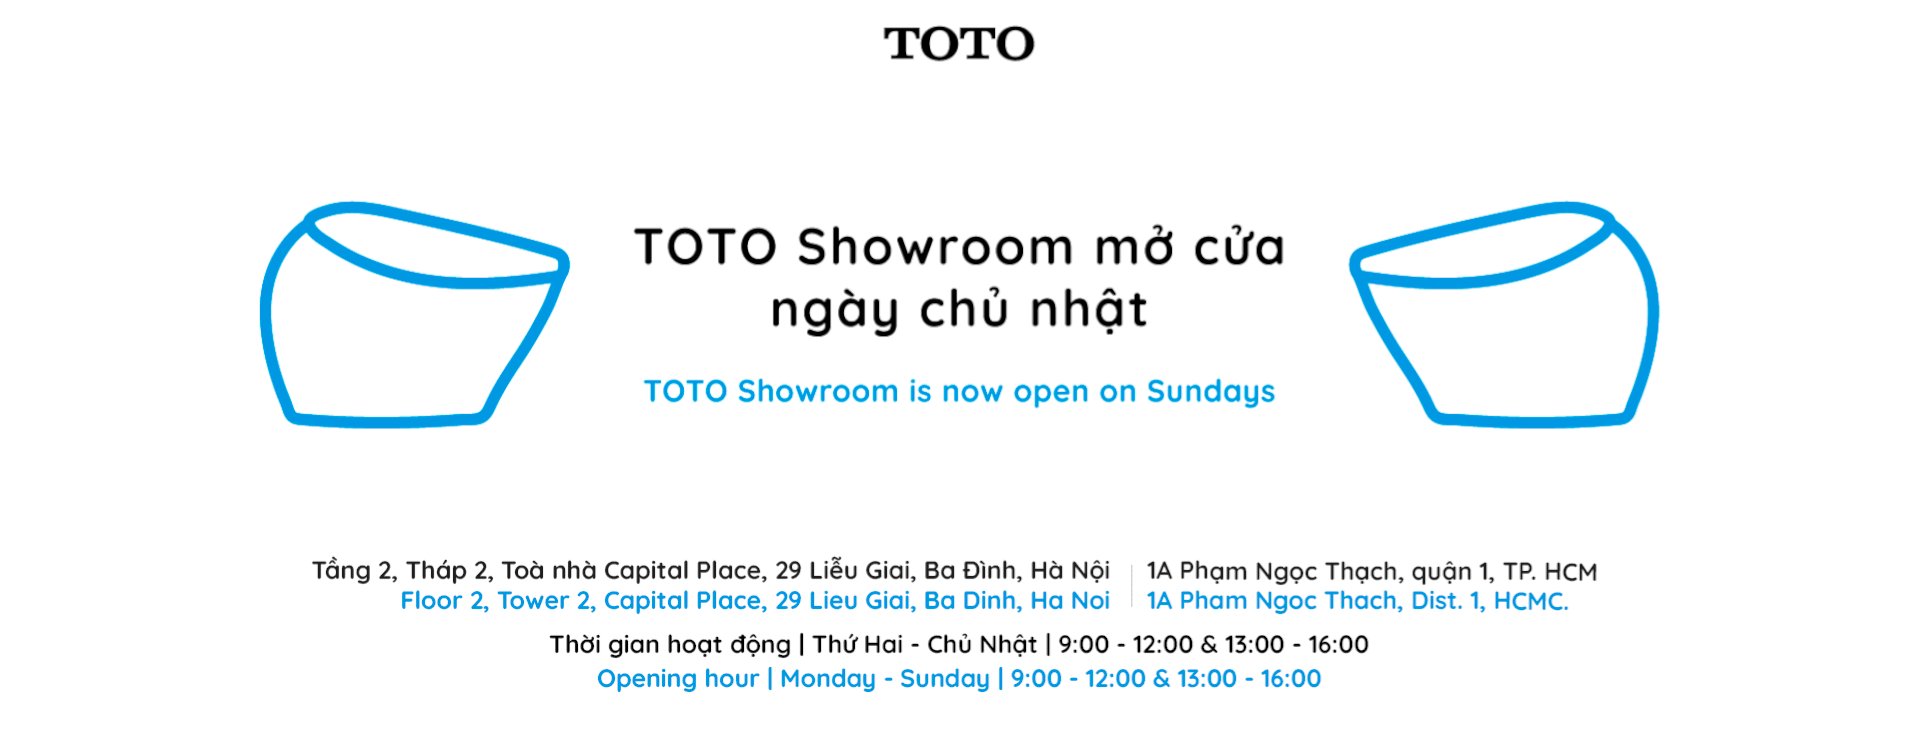 TOTO
TOTO Showroom mở cửa
ngày chủ nhật
TOTO Showroom is now open on Sundays
Tầng 2, Tháp 2, Toà nhà Capital Place, 29 Liễu Giai, Ba Đình, Hà Nội
Floor 2, Tower 2, Capital Place, 29 Lieu Giai, Ba Dinh, Ha Noi
1A Phạm Ngọc Thạch, quận 1, TP. HCM
1A Pham Ngoc Thach, Dist. 1, HCMC.
Thời gian hoạt động | Thứ Hai - Chủ Nhật | 9:00 - 12:00 & 13:00 - 16:00
Opening hour | Monday - Sunday | 9:00 - 12:00 & 13:00 - 16:00